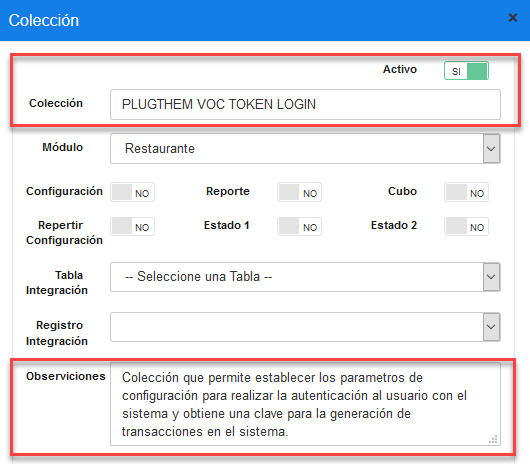 Colección
×
Activo SI
Colección PLUGTHEM VOC TOKEN LOGIN
Módulo Restaurante
Configuración NO Reporte NO Cubo NO
Repertir
Configuración NO Estado 1 NO Estado 2 NO
Tabla
Integración -- Seleccione una Tabla --
Registro
Integración
Observiciones Colección que permite establecer los parametros de
configuración para realizar la autenticación al usuario con el
sistema y obtiene una clave para la generación de
transacciones en el sistema.